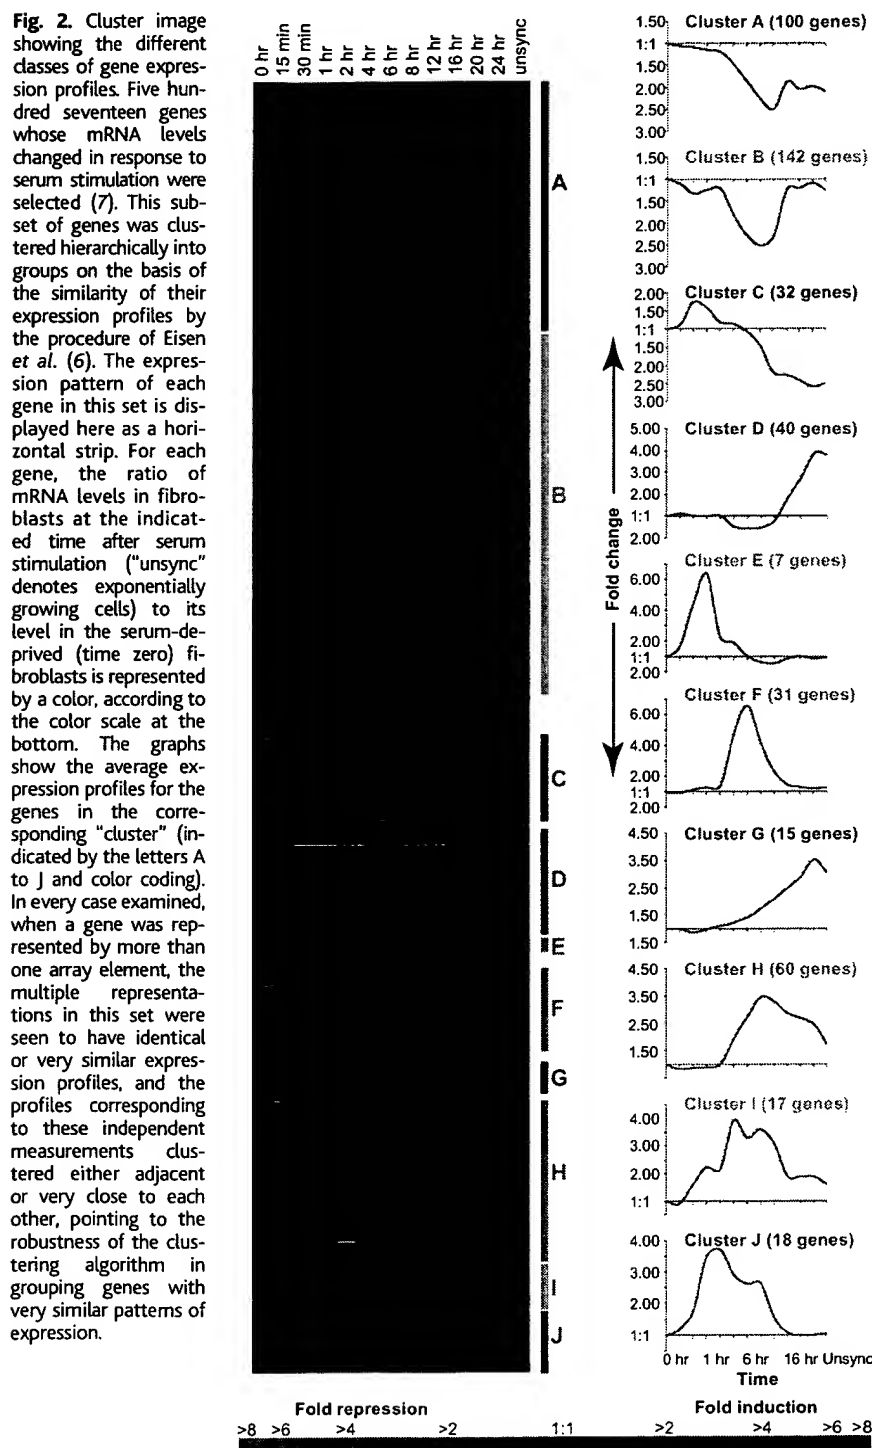 Fig. 2. Cluster image
showing the different
classes of gene expres-
sion profiles. Five hun-
dred seventeen genes
whose mRNA levels
changed in response to
serum stimulation were
selected (7). This sub-
set of genes was clus-
tered hierarchically into
groups on the basis of
the similarity of their
expression profiles by
the procedure of Eisen
et al. (6). The expres-
sion pattern of each
gene in this set is dis-
played here as a hori-
zontal strip. For each
gene, the ratio of
mRNA levels in fibro-
blasts at the indicat-
ed time after serum
stimulation ("unsync"
denotes exponentially
growing cells) to its
level in the serum-de-
prived (time zero) fi-
broblasts is represented
by a color, according to
the color scale at the
bottom. The graphs
show the average ex-
pression profiles for the
genes in the corre-
sponding "cluster" (in-
dicated by the letters A
to J and color coding).
In every case examined,
when a gene was rep-
resented by more than
one array element, the
multiple representa-
tions in this set were
seen to have identical
or very similar expres-
sion profiles, and the
profiles corresponding
to these independent
measurements clus-
tered either adjacent
or very close to each
other, pointing to the
robustness of the clus-
tering algorithm in
grouping genes with
very similar patterns of
expression.
0 hr
15 min
30 min
1 hr
2 hr
4 hr
6 hr
8 hr
12 hr
16 hr
20 hr
24 hr
unsync
A
B
C
D
E
F
G
H
I
J
Fold change
Cluster A (100 genes)
1.50
1:1
1.50
2.00
2.50
3.00
Cluster B (142 genes)
1.50
1:1
1.50
2.00
2.50
3.00
Cluster C (32 genes)
2.00
1.50
1:1
1.50
2.00
2.50
3.00
Cluster D (40 genes)
5.00
4.00
3.00
2.00
1:1
2.00
Cluster E (7 genes)
6.00
4.00
2.00
1:1
2.00
Cluster F (31 genes)
6.00
4.00
2.00
1:1
2.00
Cluster G (15 genes)
4.50
3.50
2.50
1.50
Cluster H (60 genes)
4.50
3.50
2.50
1.50
Cluster I (17 genes)
4.00
3.00
2.00
1:1
Cluster J (18 genes)
4.00
3.00
2.00
1:1
0 hr 1 hr 6 hr 16 hr Unsync
Time
Fold repression Fold induction
>8 >6 >4 >2 1:1 >2 >4 >6 >8